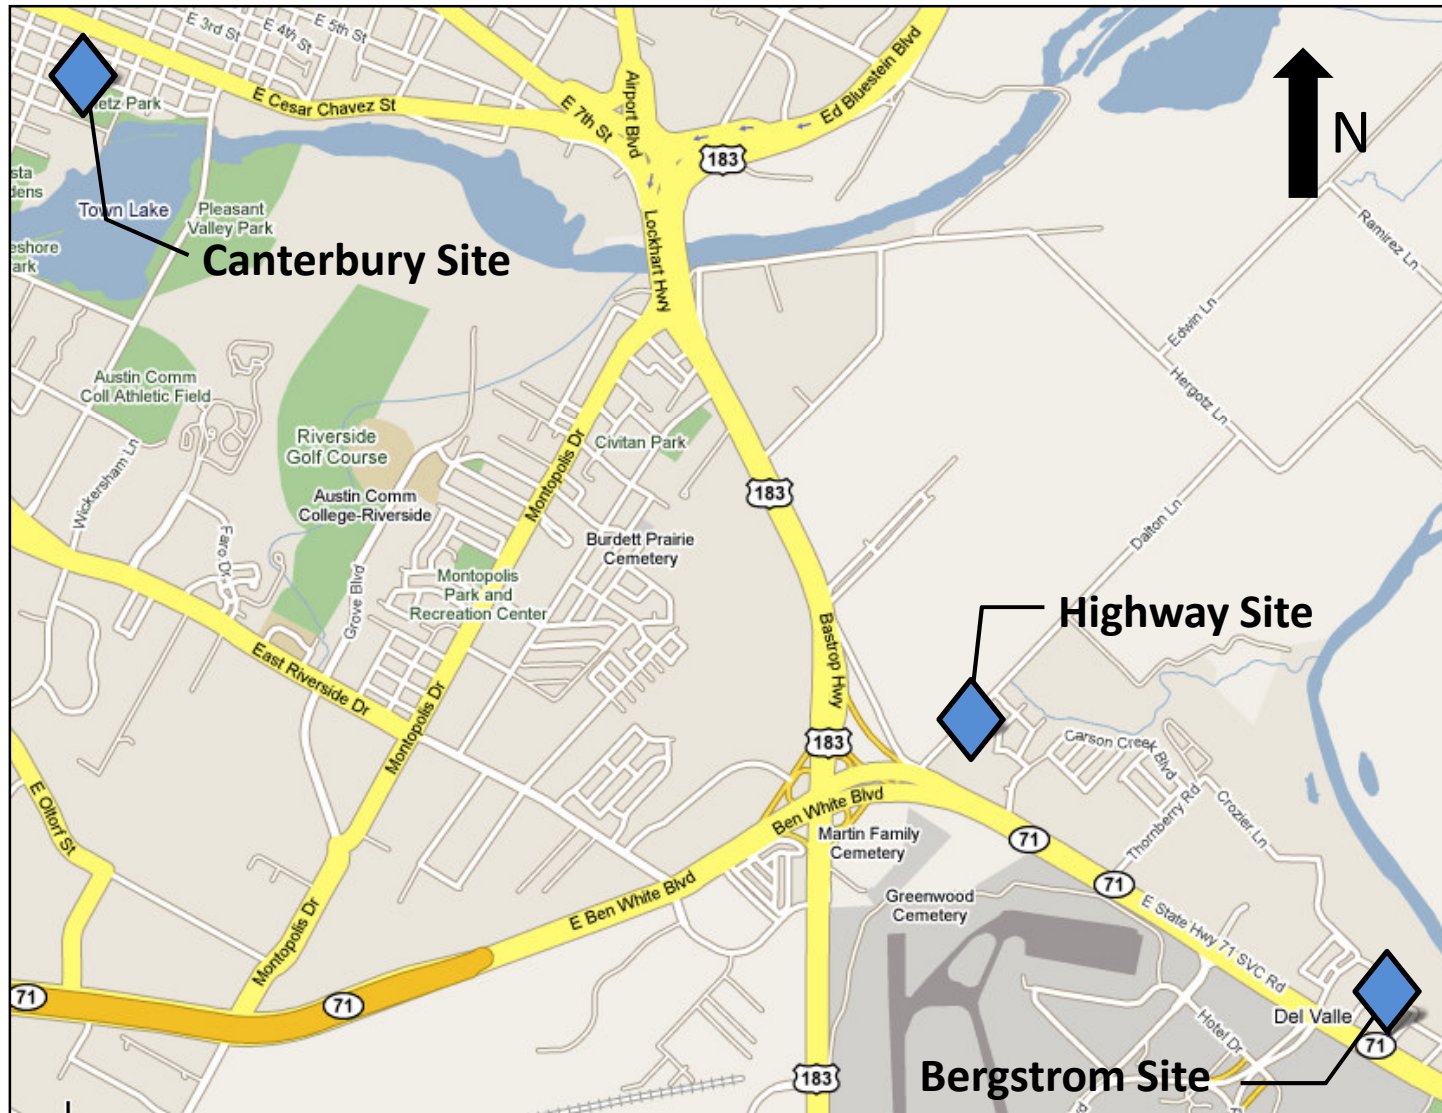 E 3rd St
E 4th St
E 5th St
E Cesar Chavez St
E 7th St
Airport Blvd
Ed Bluestein Blvd
183
N
etz Park
sta
dens
Town Lake
Pleasant
Valley Park
eshore
ark
Canterbury Site
Lockhart Hwy
Ramirez Ln
Edwin Ln
Hergotz Ln
Austin Comm
Coll Athletic Field
Riverside
Golf Course
Civitan Park
Montopolis Dr
Wickersham Ln
Austin Comm
College-Riverside
183
Dalton Ln
Faro Dr
Burdett Prairie
Cemetery
Grove Blvd
Montopolis
Park and
Recreation Center
Highway Site
Bastrop Hwy
East Riverside Dr
Montopolis Dr
183
Carson Creek Blvd
E Oltorf St
Ben White Blvd
Thornberry Rd
Crozier Ln
71
Martin Family
Cemetery
71
Greenwood
Cemetery
E Ben White Blvd
E State Hwy 71 SVC Rd
Montopolis Dr
71
71
Hotel Dr
Del Valle
71
183
Bergstrom Site